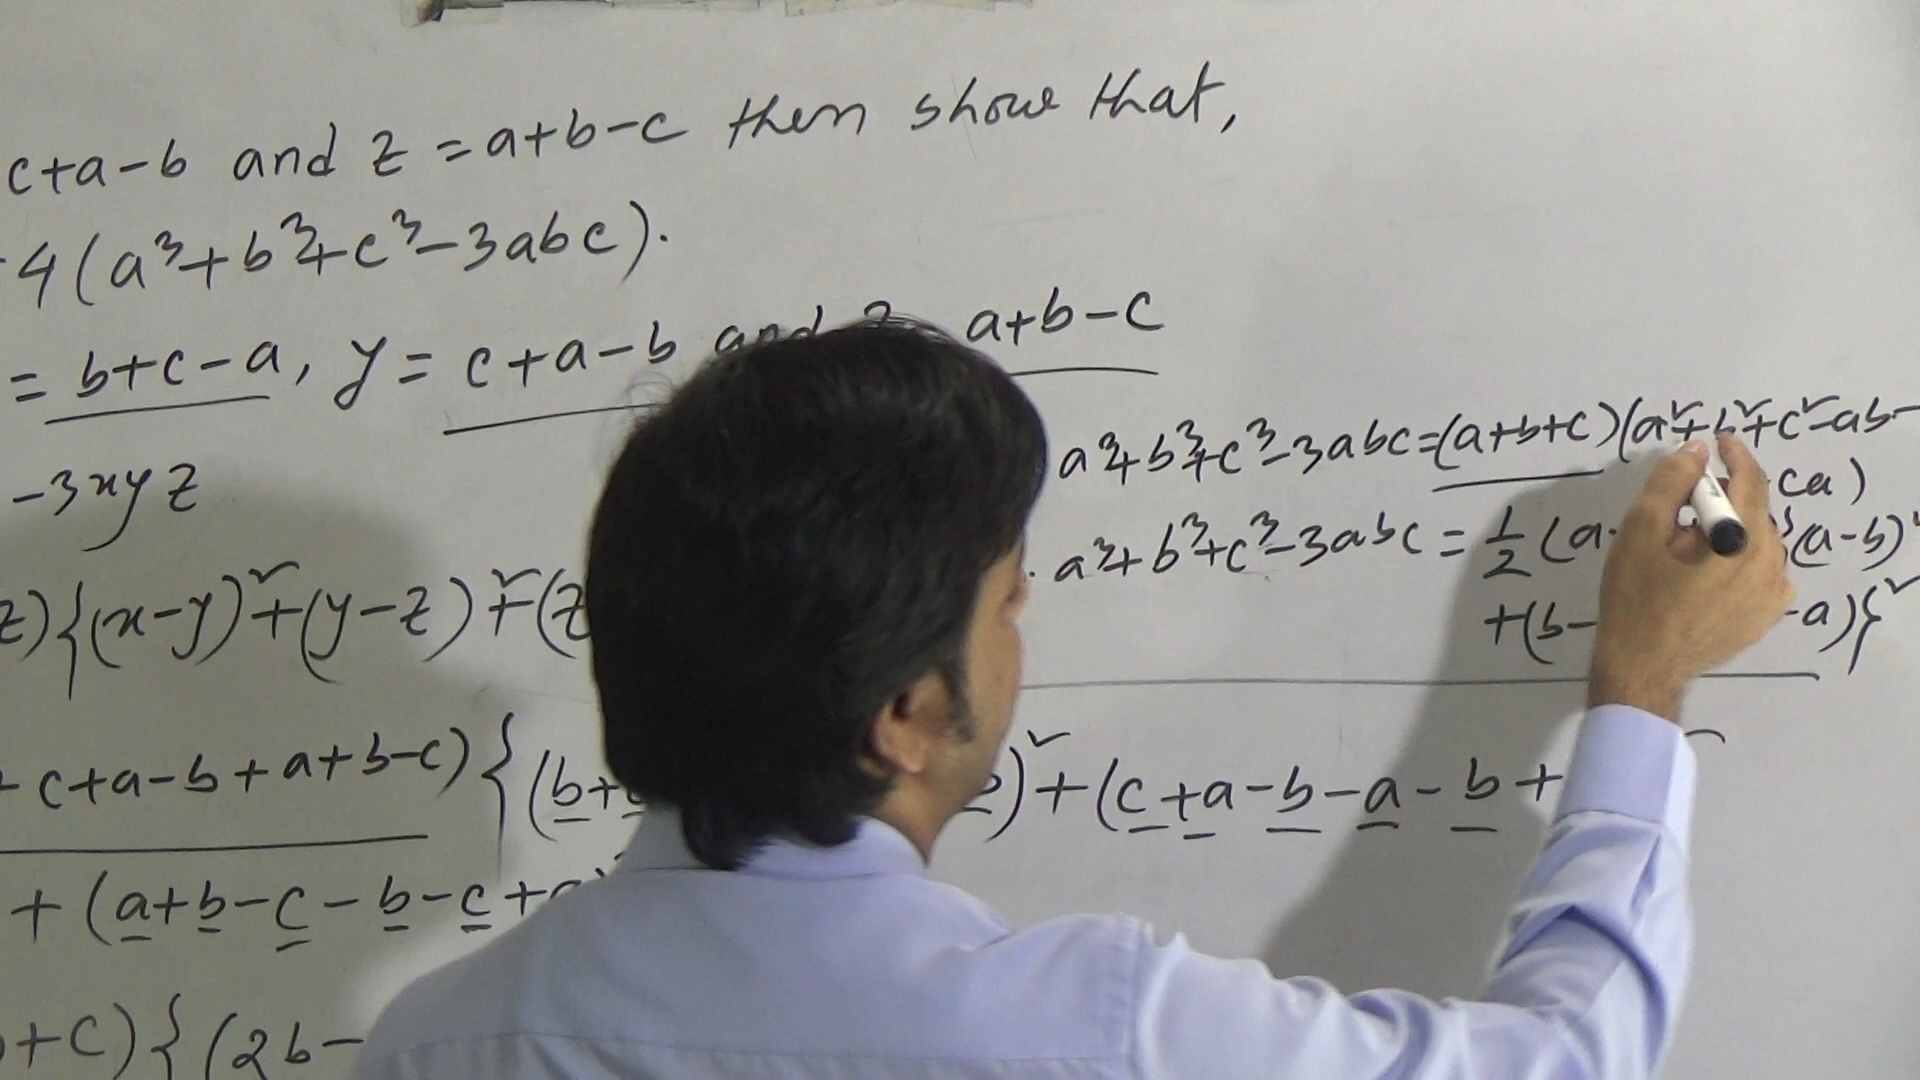 c+a-b and z = a+b-c then show that,
4(a³+b³+c³-3abc).
= b+c-a, y = c+a-b and a+b-c
-3xyz
a³+b³+c³-3abc=(a+b+c)(a²+b²+c²-ab-
ca)
a³+b³+c³-3abc = 1/2 (a (a-b)²
+(b- -a)}²
z){(x-y)²+(y-z)²+(z
+ c+a-b+a+b-c){(b+ )²+(c+a-b-a-b+
+(a+b-c-b-c+a
+c){(2b-